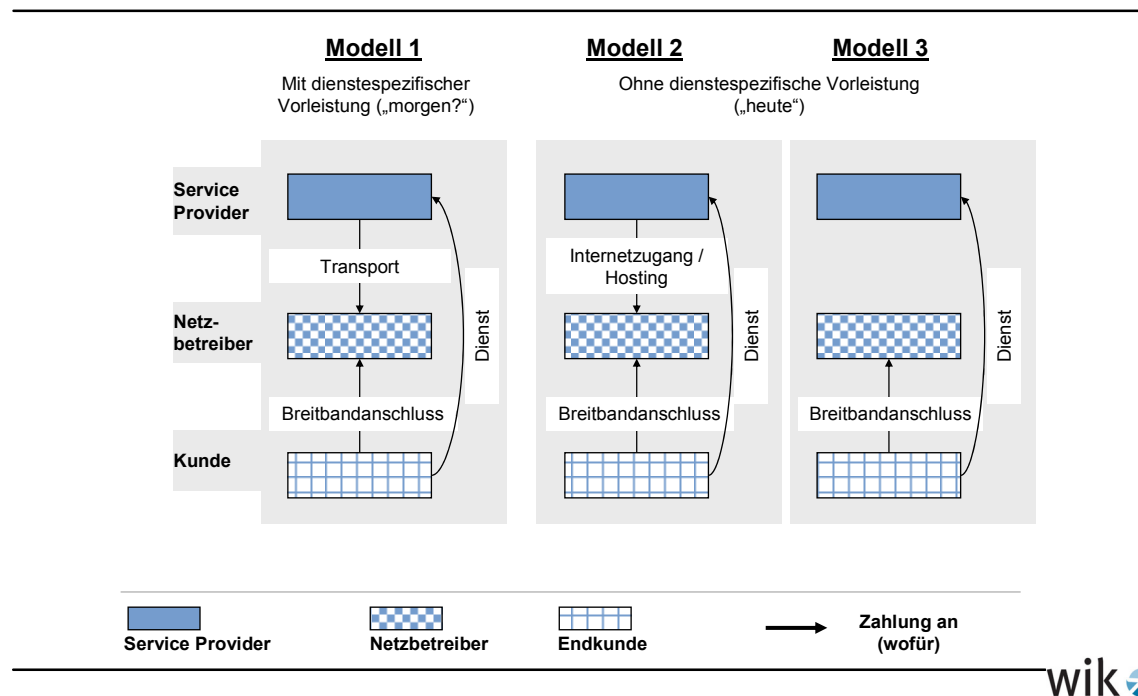 Modell 1
Modell 2
Modell 3
Mit dienstespezifischer
Vorleistung („morgen?“)
Ohne dienstespezifische Vorleistung
(„heute“)
Service
Provider
Transport
Internetzugang /
Hosting
Netz-
betreiber
Dienst
Dienst
Dienst
Breitbandanschluss
Breitbandanschluss
Breitbandanschluss
Kunde
Service Provider
Netzbetreiber
Endkunde
Zahlung an
(wofür)
wik